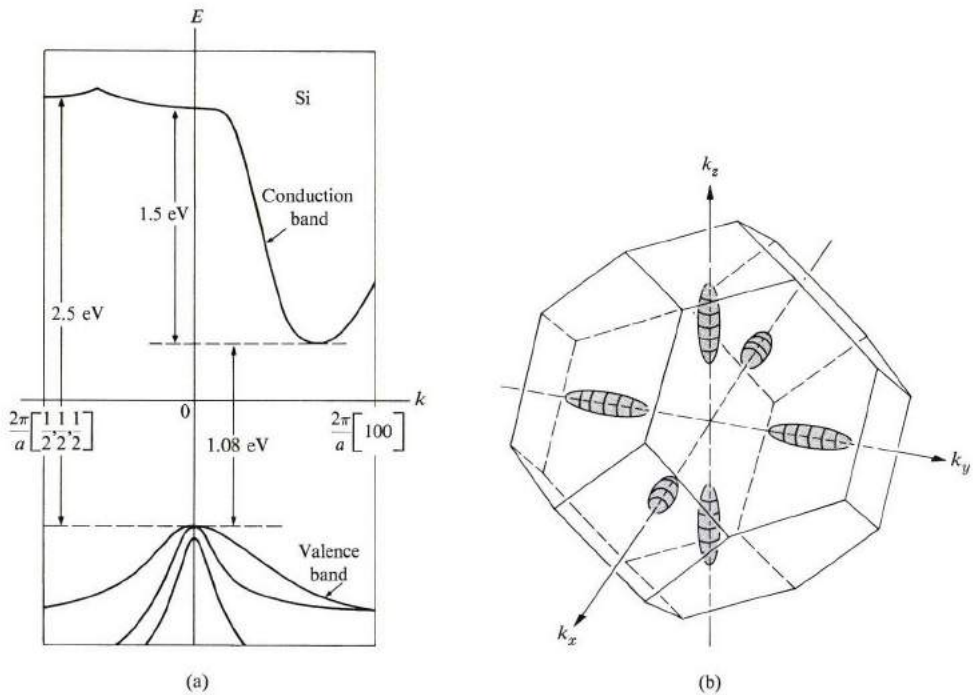 E
Si
Conduction
band
1.5 eV
2.5 eV
0
k
2π/a[1/2,1/2,1/2]
2π/a[100]
1.08 eV
Valence
band
(a)
k_z
k_y
k_x
(b)